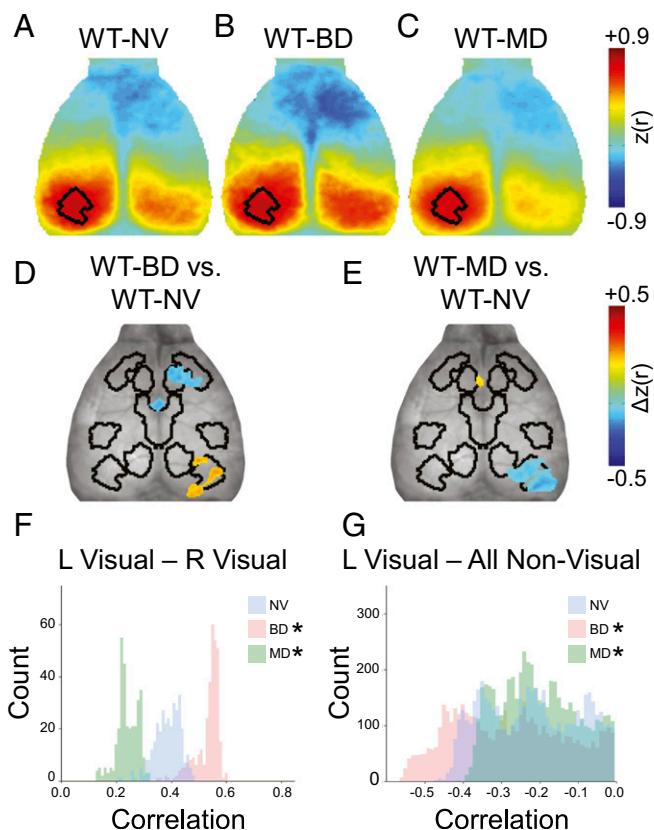 A
WT-NV
B
WT-BD
C
WT-MD
+0.9
z(r)
-0.9
D
WT-BD vs.
WT-NV
E
WT-MD vs.
WT-NV
+0.5
Δz(r)
-0.5
F
L Visual – R Visual
60
40
20
0
Count
NV
BD *
MD *
0.0 0.2 0.4 0.6 0.8
Correlation
G
L Visual – All Non-Visual
300
200
100
0
Count
NV
BD *
MD *
-0.5 -0.4 -0.3 -0.2 -0.1 0.0
Correlation